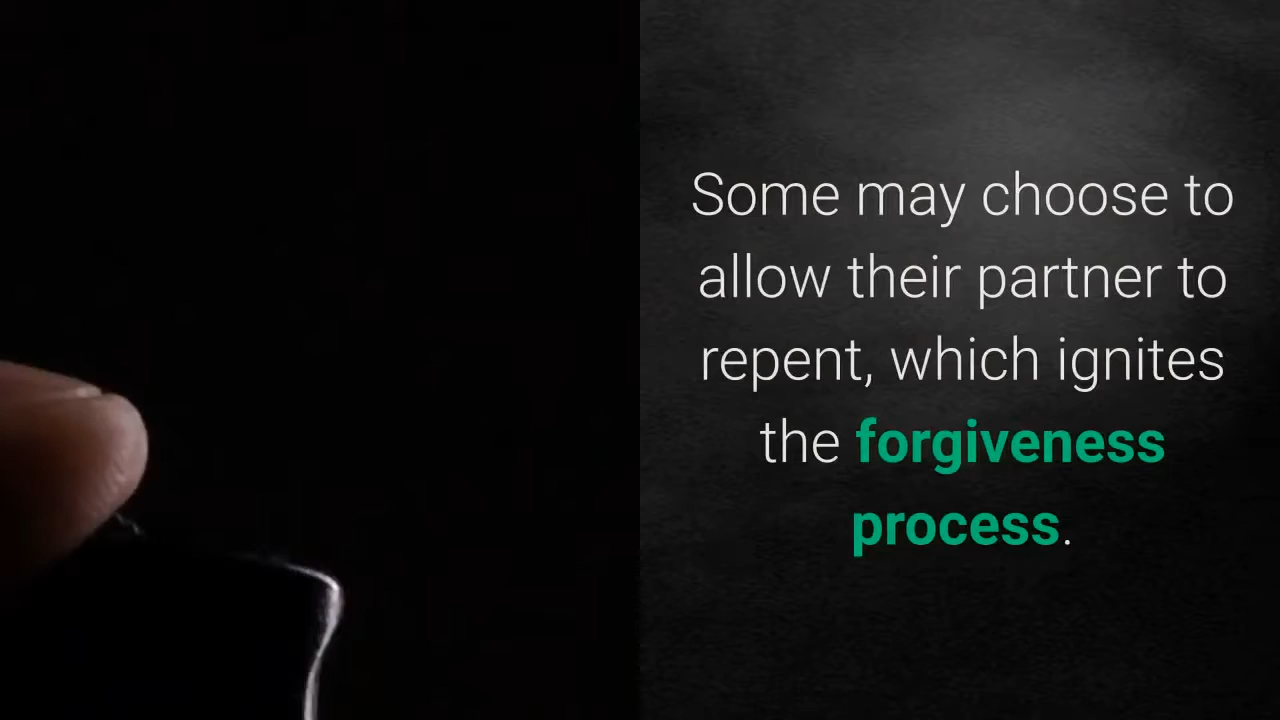 Some may choose to
allow their partner to
repent, which ignites
the forgiveness
process.